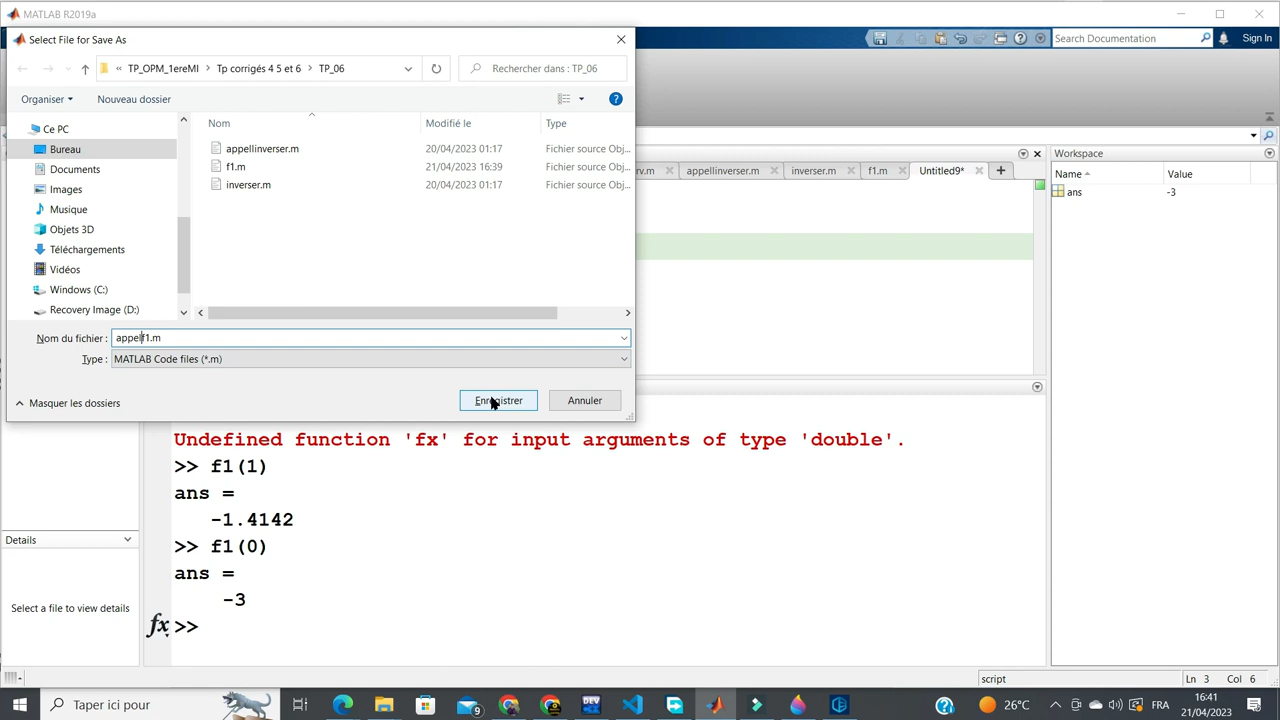 MATLAB R2019a
Select File for Save As
Search Documentation
Sign In
« TP_OPM_1ereMI > Tp corrigés 4 5 et 6 > TP_06
Rechercher dans : TP_06
Organiser
Nouveau dossier
Ce PC
Bureau
Documents
Images
Musique
Objets 3D
Téléchargements
Vidéos
Windows (C:)
Recovery Image (D:)
Nom Modifié le Type
appellinverser.m 20/04/2023 01:17 Fichier source Obj...
f1.m 21/04/2023 16:39 Fichier source Obj...
inverser.m 20/04/2023 01:17 Fichier source Obj...
Nom du fichier : appelf1.m
Type : MATLAB Code files (*.m)
Masquer les dossiers
Enregistrer
Annuler
rv.m appellinverser.m inverser.m f1.m Untitled9*
Workspace
Name Value
ans -3
Undefined function 'fx' for input arguments of type 'double'.
>> f1(1)
ans =
-1.4142
>> f1(0)
ans =
-3
fx >>
Details
Select a file to view details
script Ln 3 Col 6
Taper ici pour
26°C
FRA
16:41
21/04/2023